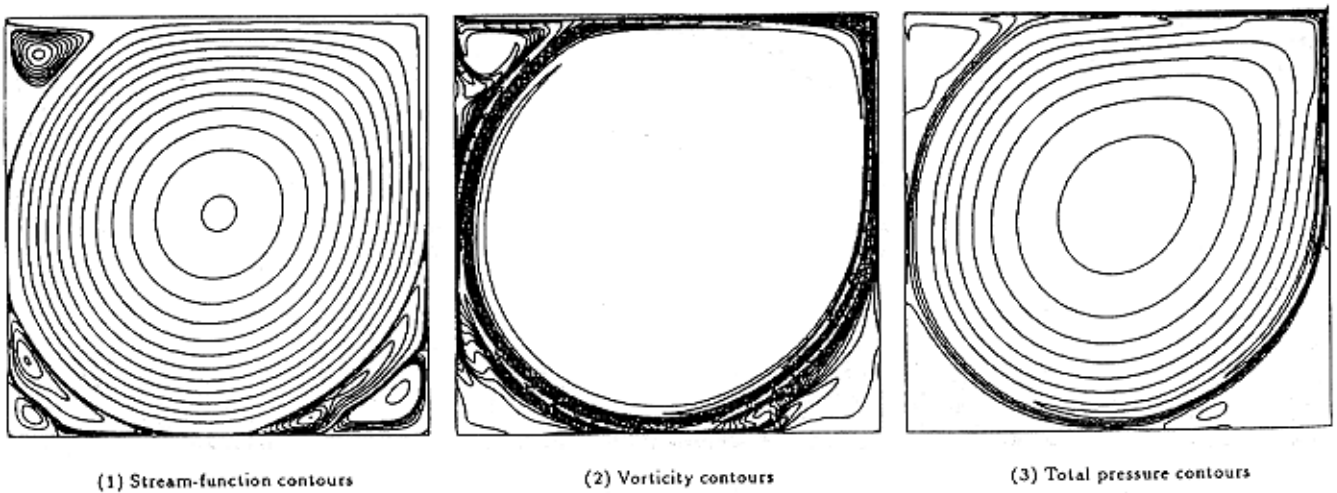 (1) Stream-function contours
(2) Vorticity contours
(3) Total pressure contours